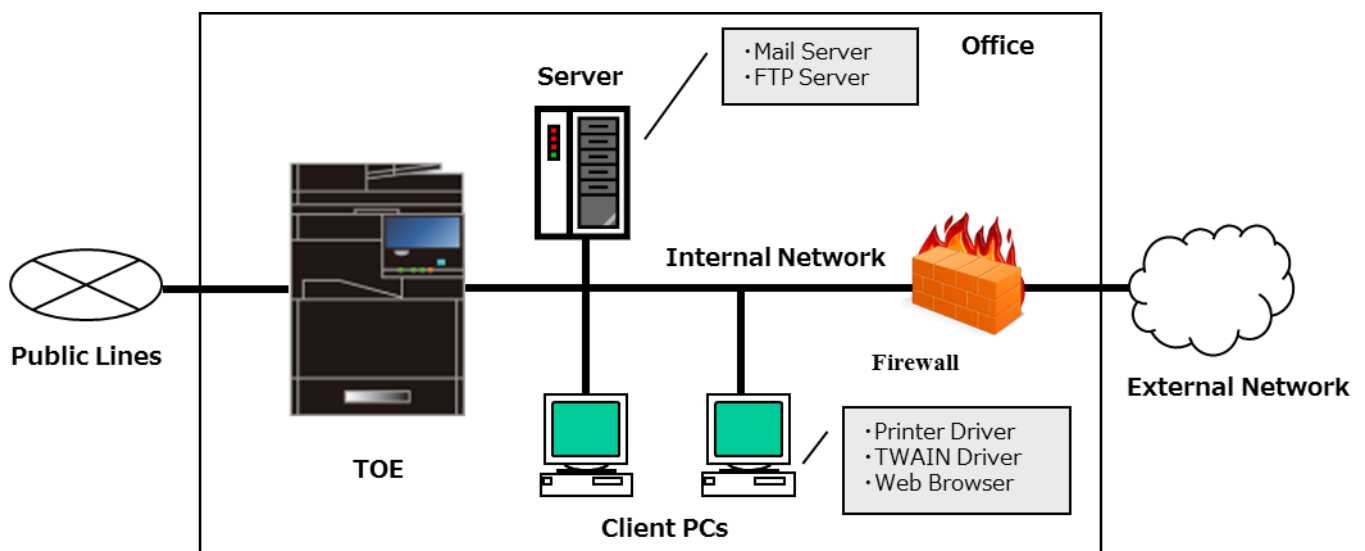 Office
・Mail Server
・FTP Server
Server
Internal Network
Public Lines
Firewall
External Network
TOE
・Printer Driver
・TWAIN Driver
・Web Browser
Client PCs